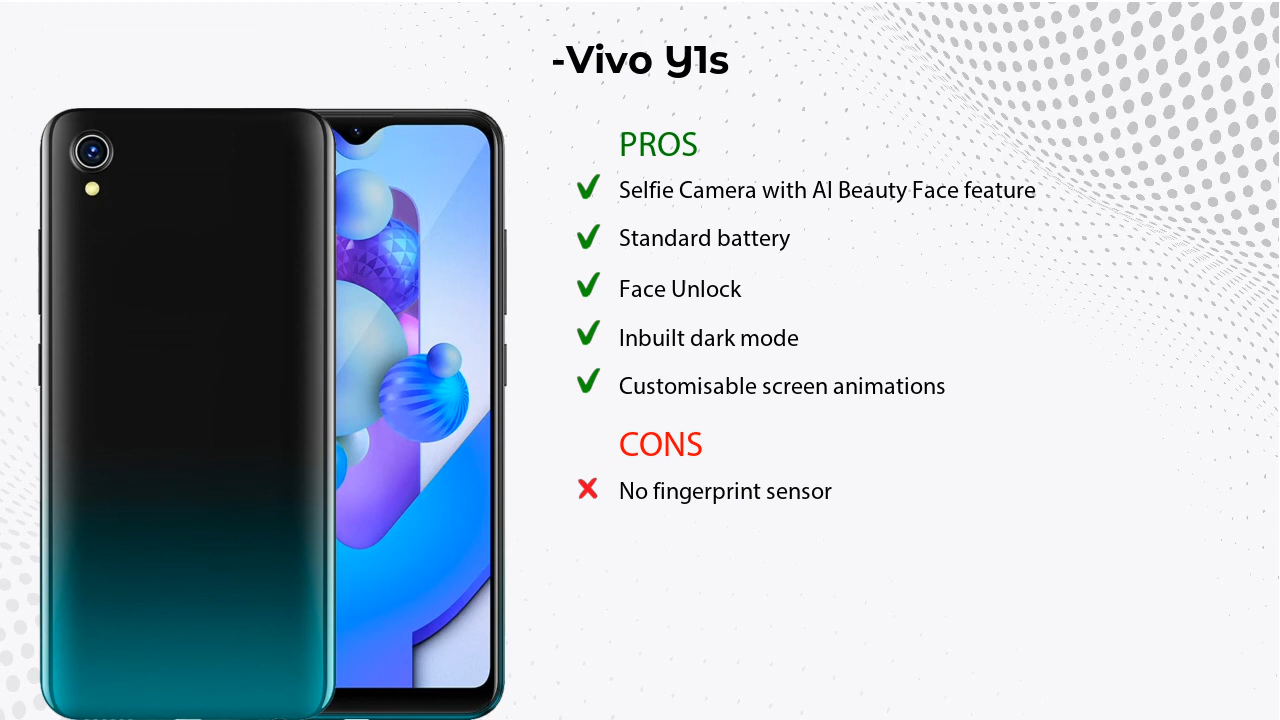 -Vivo Y1s
PROS
Selfie Camera with AI Beauty Face feature
Standard battery
Face Unlock
Inbuilt dark mode
Customisable screen animations
CONS
No fingerprint sensor